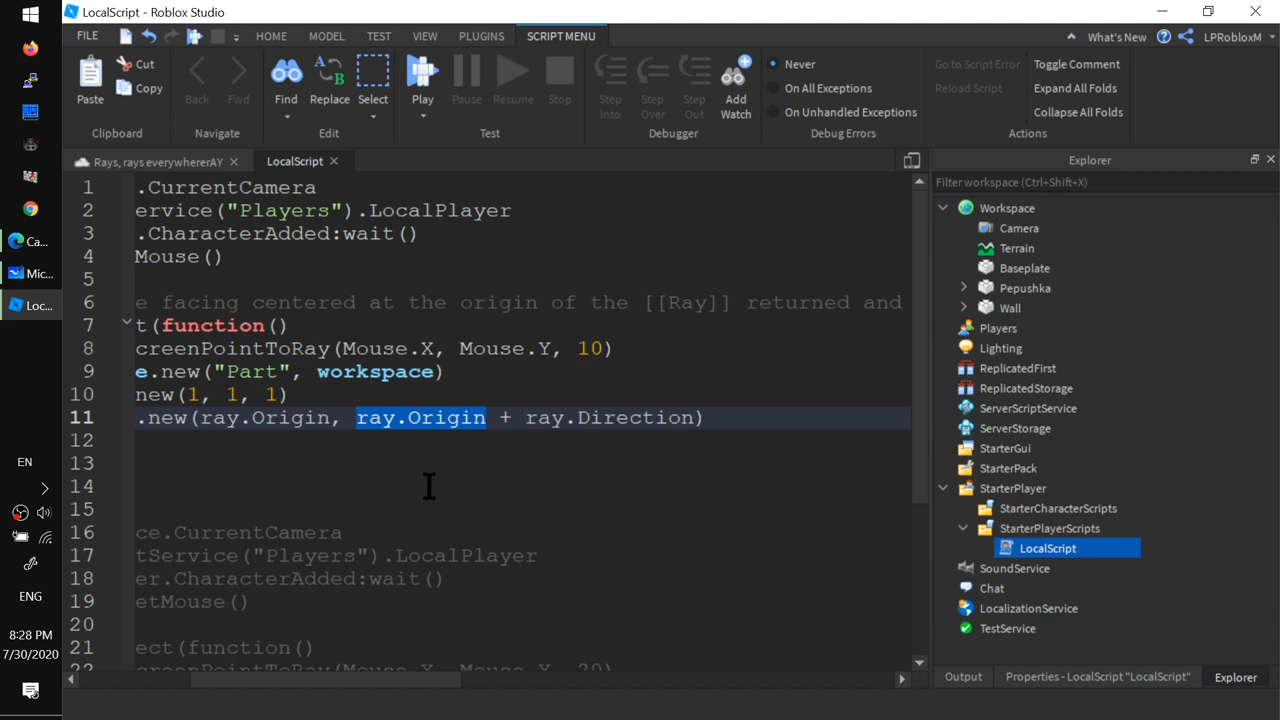 LocalScript - Roblox Studio
FILE HOME MODEL TEST VIEW PLUGINS SCRIPT MENU What's New LPRobloxM
Cut
Copy
Paste
Back Fwd
Find Replace Select
Play Pause Resume Stop
Step Into
Step Over
Step Out
Add Watch
Never
On All Exceptions
On Unhandled Exceptions
Go to Script Error
Reload Script
Toggle Comment
Expand All Folds
Collapse All Folds
Clipboard Navigate Edit Test Debugger Debug Errors Actions
Rays, rays everywhererAY LocalScript
1 .CurrentCamera
2 ervice("Players").LocalPlayer
3 .CharacterAdded:wait()
4 Mouse()
5
6 e facing centered at the origin of the [[Ray]] returned and
7 t(function()
8 creenPointToRay(Mouse.X, Mouse.Y, 10)
9 e.new("Part", workspace)
10 new(1, 1, 1)
11 .new(ray.Origin, ray.Origin + ray.Direction)
12
13
14
15
16 ce.CurrentCamera
17 tService("Players").LocalPlayer
18 er.CharacterAdded:wait()
19 etMouse()
20
21 ect(function()
22 creenPointToRay(Mouse.X, Mouse.Y, 20)
Explorer
Filter workspace (Ctrl+Shift+X)
Workspace
Camera
Terrain
Baseplate
Pepushka
Wall
Players
Lighting
ReplicatedFirst
ReplicatedStorage
ServerScriptService
ServerStorage
StarterGui
StarterPack
StarterPlayer
StarterCharacterScripts
StarterPlayerScripts
LocalScript
SoundService
Chat
LocalizationService
TestService
Output Properties - LocalScript "LocalScript" Explorer
Ca...
Mic...
Loc...
EN
ENG
8:28 PM
7/30/2020